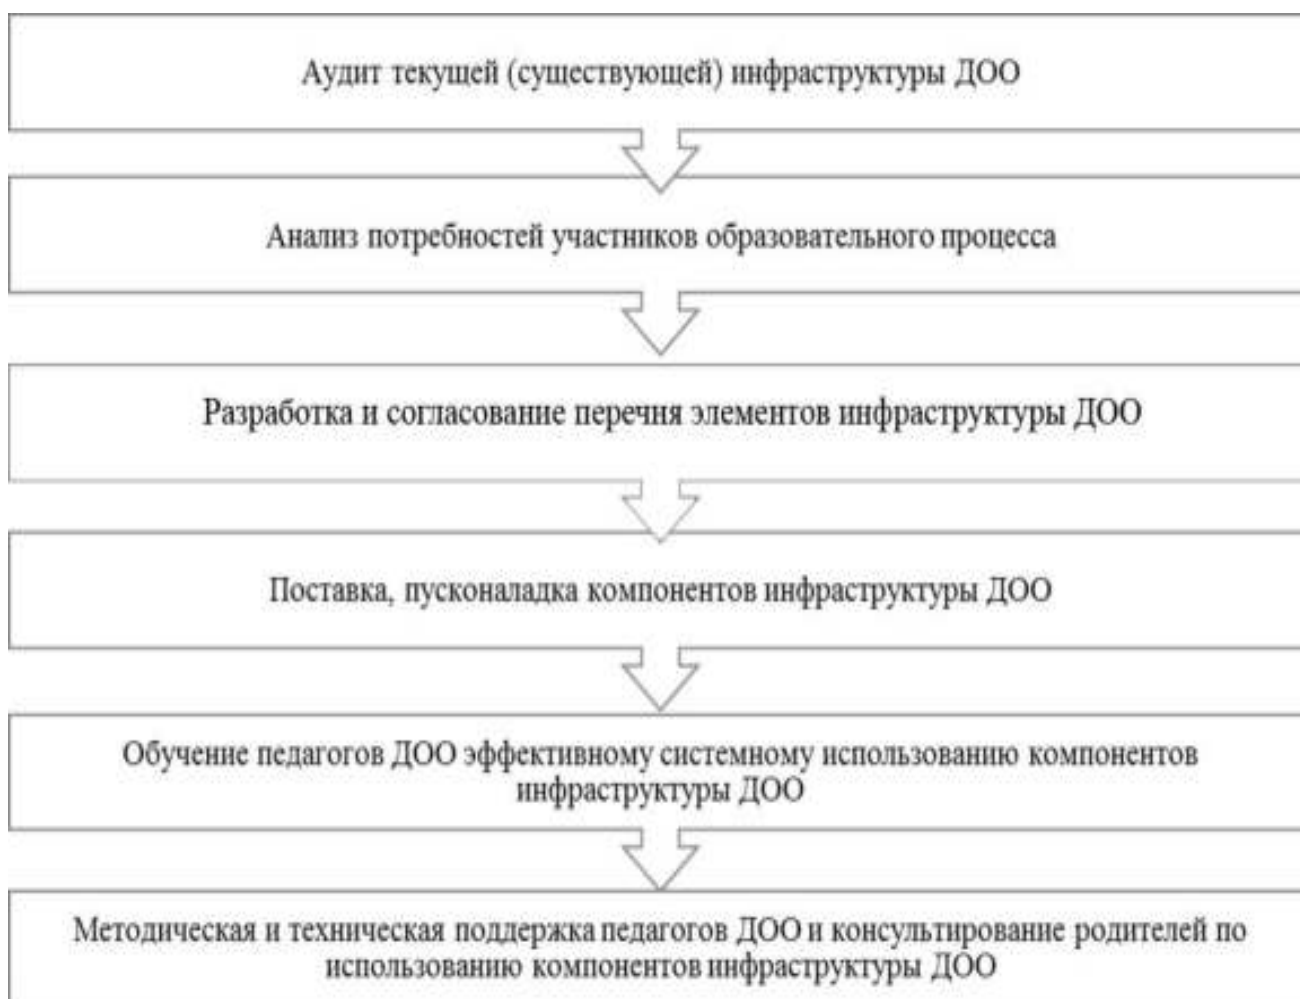 Аудит текущей (существующей) инфраструктуры ДОО
Анализ потребностей участников образовательного процесса
Разработка и согласование перечня элементов инфраструктуры ДОО
Поставка, пусконаладка компонентов инфраструктуры ДОО
Обучение педагогов ДОО эффективному системному использованию компонентов
инфраструктуры ДОО
Методическая и техническая поддержка педагогов ДОО и консультирование родителей по
использованию компонентов инфраструктуры ДОО